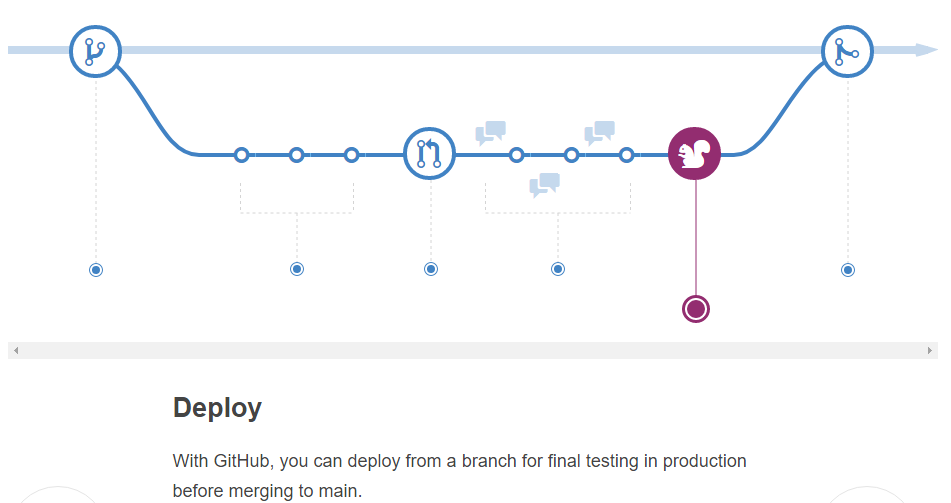 Deploy
With GitHub, you can deploy from a branch for final testing in production
before merging to main.